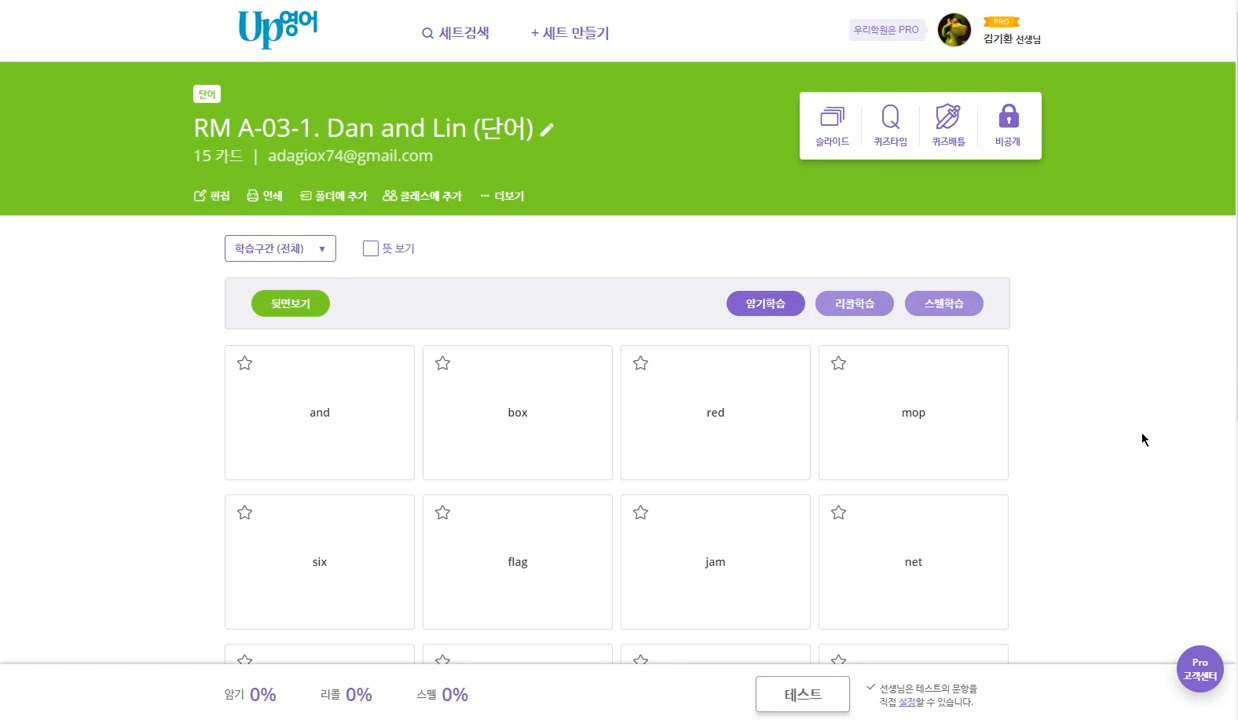 Up영어
세트검색
+ 세트 만들기
우리학원은 PRO
PRO
김기환 선생님
단어
RM A-03-1. Dan and Lin (단어)
15 카드 | adagiox74@gmail.com
편집
인쇄
폴더에 추가
클래스에 추가
··· 더보기
슬라이드
퀴즈타임
퀴즈배틀
비공개
학습구간 (전체) ▼
뜻 보기
뒷면보기
암기학습
리콜학습
스펠학습
and
box
red
mop
six
flag
jam
net
암기 0%
리콜 0%
스펠 0%
테스트
선생님은 테스트의 문항을
직접 설정할 수 있습니다.
Pro
고객센터